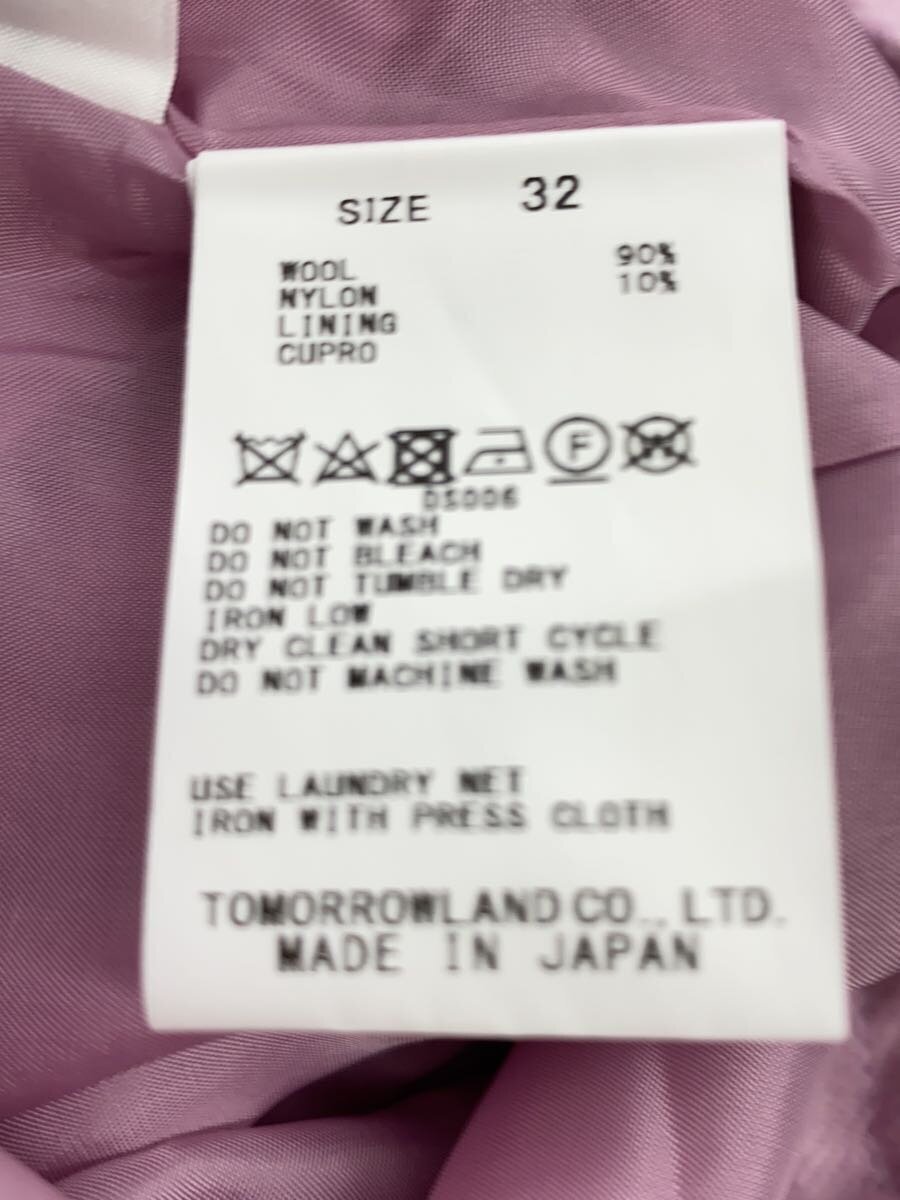 SIZE 32
WOOL 90%
NYLON 10%
LINING
CUPRO
F W
DS006
DO NOT WASH
DO NOT BLEACH
DO NOT TUMBLE DRY
IRON LOW
DRY CLEAN SHORT CYCLE
DO NOT MACHINE WASH
USE LAUNDRY NET
IRON WITH PRESS CLOTH
TOMORROWLAND CO., LTD.
MADE IN JAPAN